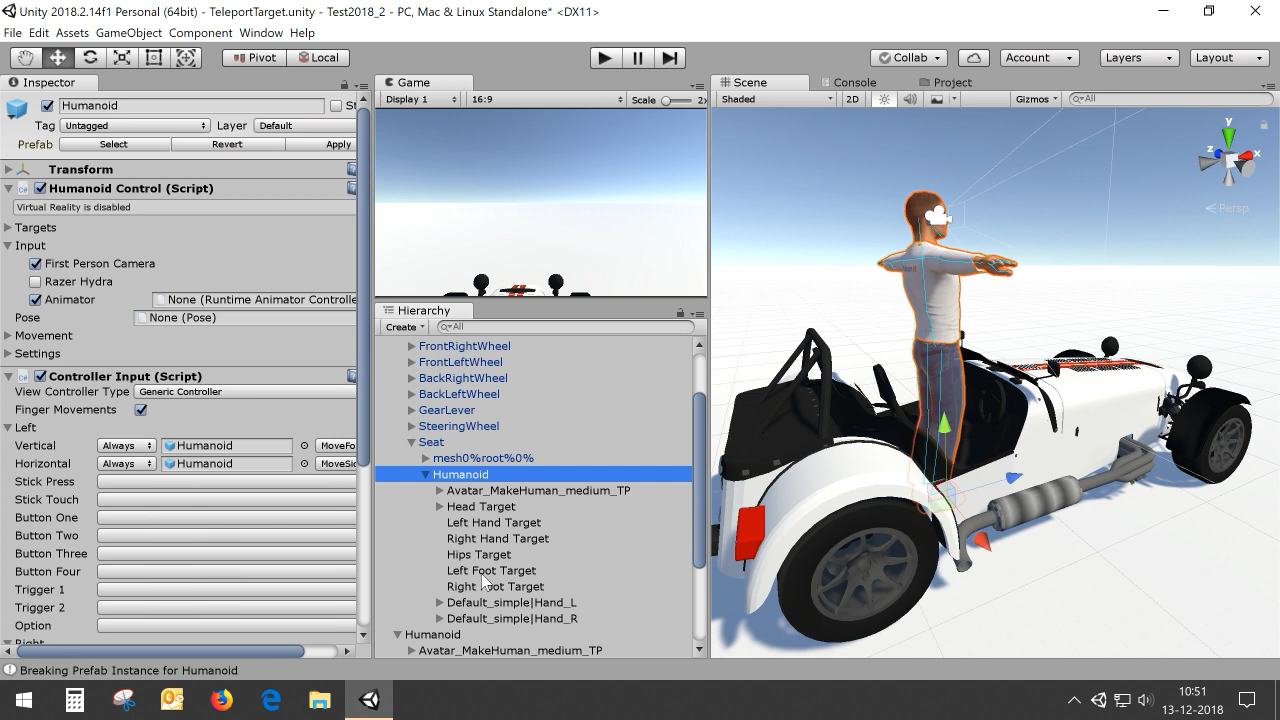 Unity 2018.2.14f1 Personal (64bit) - TeleportTarget.unity - Test2018_2 - PC, Mac & Linux Standalone* <DX11>
File Edit Assets GameObject Component Window Help
Pivot Local Collab Account Layers Layout
Inspector
Humanoid
Tag Untagged Layer Default
Prefab Select Revert Apply
Transform
Humanoid Control (Script)
Virtual Reality is disabled
Targets
Input
First Person Camera
Razer Hydra
Animator None (Runtime Animator Controlle
Pose None (Pose)
Movement
Settings
Controller Input (Script)
View Controller Type Generic Controller
Finger Movements
Left
Vertical Always Humanoid MoveFo
Horizontal Always Humanoid MoveSid
Stick Press
Stick Touch
Button One
Button Two
Button Three
Button Four
Trigger 1
Trigger 2
Option
Right
Game
Display 1 16:9 Scale 2x
Hierarchy
Create All
FrontRightWheel
FrontLeftWheel
BackRightWheel
BackLeftWheel
GearLever
SteeringWheel
Seat
mesh0%root%0%
Humanoid
Avatar_MakeHuman_medium_TP
Head Target
Left Hand Target
Right Hand Target
Hips Target
Left Foot Target
Right Foot Target
Default_simple|Hand_L
Default_simple|Hand_R
Humanoid
Avatar_MakeHuman_medium_TP
Scene Console Project
Shaded 2D Gizmos All
y
z x
Persp
Breaking Prefab Instance for Humanoid
10:51
13-12-2018